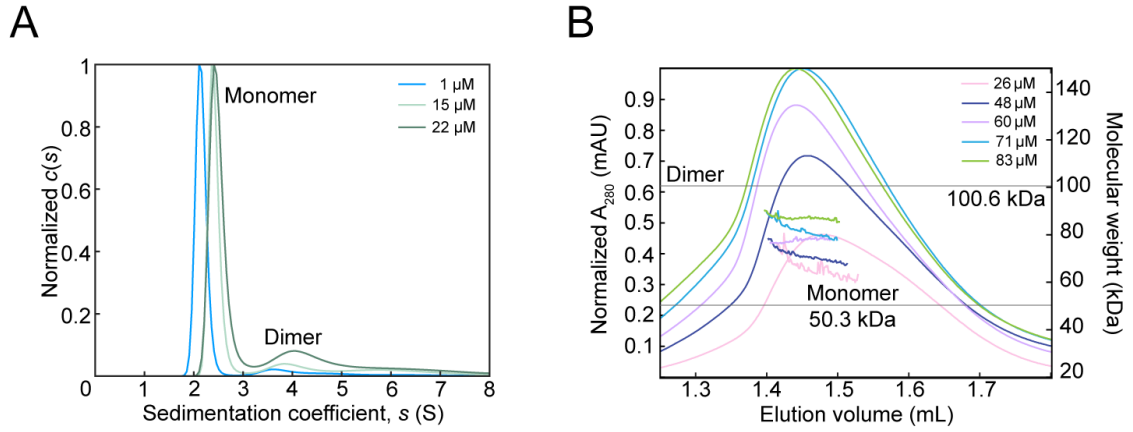 A
Normalized c(s)
1
0.8
0.6
0.4
0.2
Monomer
Dimer
1 µM
15 µM
22 µM
0 1 2 3 4 5 6 7 8
Sedimentation coefficient, s (S)
B
Normalized A280 (mAU)
0.9
0.8
0.7
0.6
0.5
0.4
0.3
0.2
0.1
Dimer
100.6 kDa
Monomer
50.3 kDa
26 µM
48 µM
60 µM
71 µM
83 µM
140
120
100
80
60
40
20
Molecular weight (kDa)
1.3 1.4 1.5 1.6 1.7
Elution volume (mL)